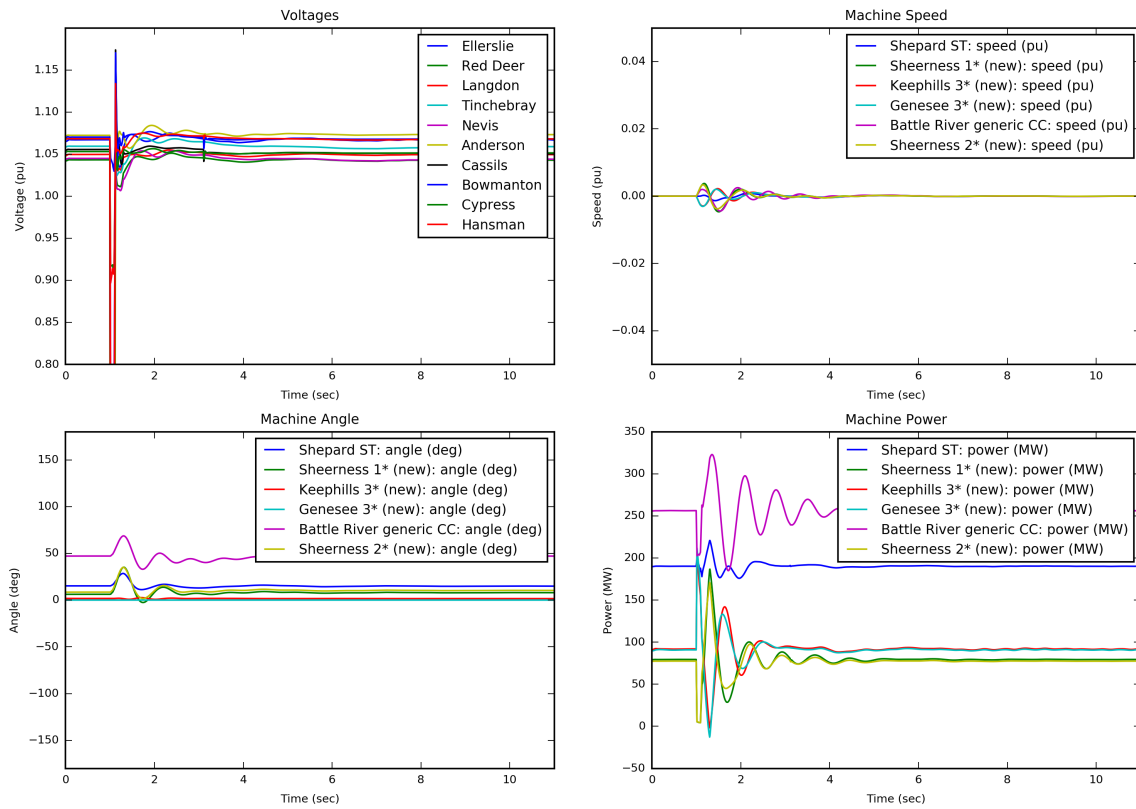 Voltages
1.15
1.10
1.05
1.00
0.95
0.90
0.85
0.80
Voltage (pu)
0 2 4 6 8 10
Time (sec)
Ellerslie
Red Deer
Langdon
Tinchebray
Nevis
Anderson
Cassils
Bowmanton
Cypress
Hansman
Machine Speed
0.04
0.02
0.00
−0.02
−0.04
Speed (pu)
0 2 4 6 8 10
Time (sec)
Shepard ST: speed (pu)
Sheerness 1* (new): speed (pu)
Keephills 3* (new): speed (pu)
Genesee 3* (new): speed (pu)
Battle River generic CC: speed (pu)
Sheerness 2* (new): speed (pu)
Machine Angle
150
100
50
0
−50
−100
−150
Angle (deg)
0 2 4 6 8 10
Time (sec)
Shepard ST: angle (deg)
Sheerness 1* (new): angle (deg)
Keephills 3* (new): angle (deg)
Genesee 3* (new): angle (deg)
Battle River generic CC: angle (deg)
Sheerness 2* (new): angle (deg)
Machine Power
350
300
250
200
150
100
50
0
−50
Power (MW)
0 2 4 6 8 10
Time (sec)
Shepard ST: power (MW)
Sheerness 1* (new): power (MW)
Keephills 3* (new): power (MW)
Genesee 3* (new): power (MW)
Battle River generic CC: power (MW)
Sheerness 2* (new): power (MW)